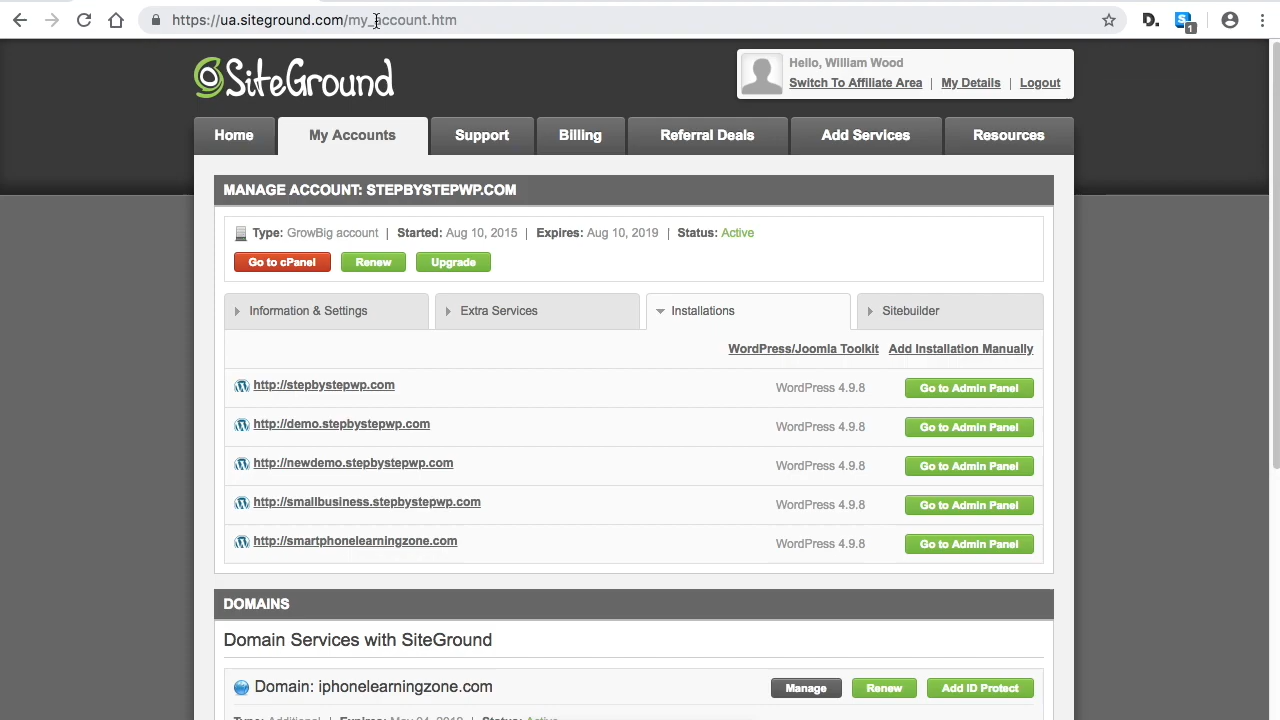 https://ua.siteground.com/my_account.htm
D.
S
1
SiteGround
Hello, William Wood
Switch To Affiliate Area | My Details | Logout
Home
My Accounts
Support
Billing
Referral Deals
Add Services
Resources
MANAGE ACCOUNT: STEPBYSTEPWP.COM
Type: GrowBig account | Started: Aug 10, 2015 | Expires: Aug 10, 2019 | Status: Active
Go to cPanel
Renew
Upgrade
Information & Settings
Extra Services
Installations
Sitebuilder
WordPress/Joomla Toolkit
Add Installation Manually
http://stepbystepwp.com
WordPress 4.9.8
Go to Admin Panel
http://demo.stepbystepwp.com
WordPress 4.9.8
Go to Admin Panel
http://newdemo.stepbystepwp.com
WordPress 4.9.8
Go to Admin Panel
http://smallbusiness.stepbystepwp.com
WordPress 4.9.8
Go to Admin Panel
http://smartphonelearningzone.com
WordPress 4.9.8
Go to Admin Panel
DOMAINS
Domain Services with SiteGround
Domain: iphonelearningzone.com
Manage
Renew
Add ID Protect